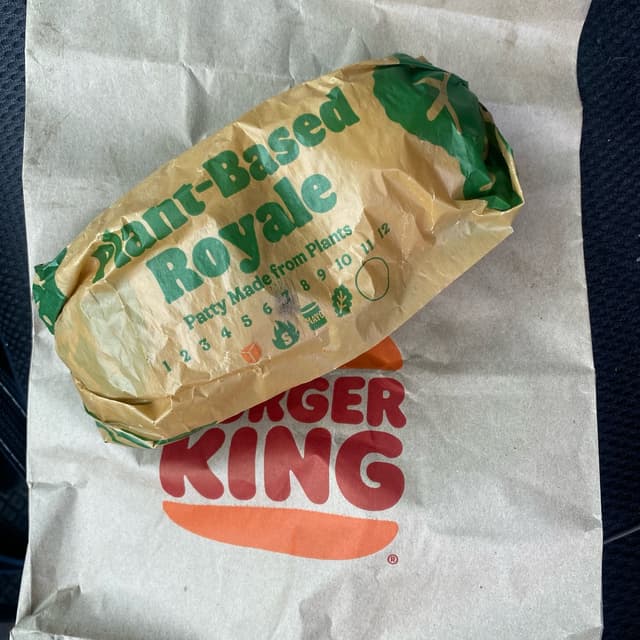 Plant-Based
Royale
Patty Made from Plants
1 2 3 4 5 6 7 8 9 10 11 12
BURGER
KING
®